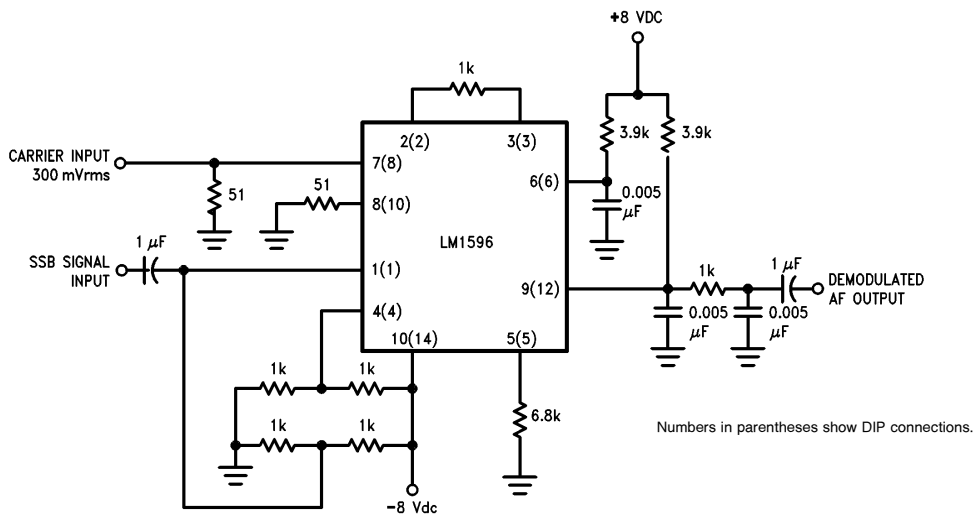 +8 VDC
1k
3.9k
3.9k
2(2)
3(3)
CARRIER INPUT
300 mVrms
7(8)
6(6)
51
51
0.005
μF
8(10)
LM1596
1 μF
SSB SIGNAL
INPUT
1(1)
9(12)
1k
1 μF
DEMODULATED
AF OUTPUT
4(4)
0.005
μF
0.005
μF
10(14)
5(5)
1k
1k
6.8k
1k
1k
Numbers in parentheses show DIP connections.
−8 Vdc